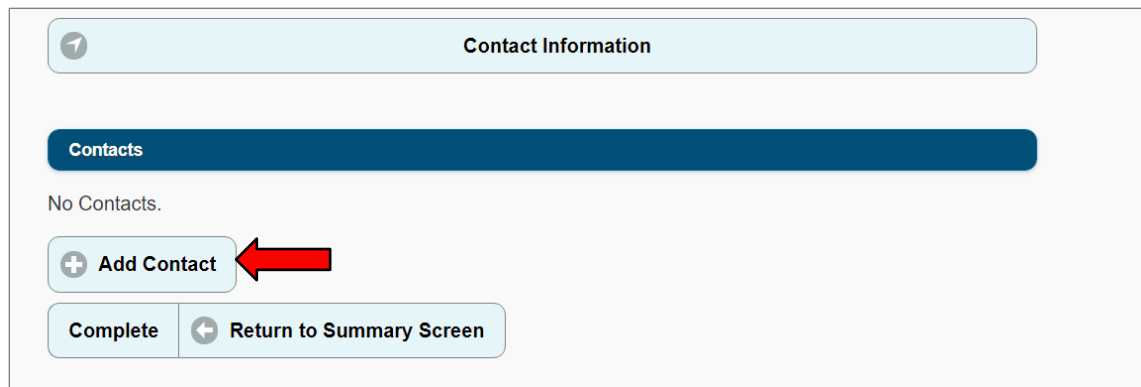 Contact Information
Contacts
No Contacts.
Add Contact
Complete Return to Summary Screen